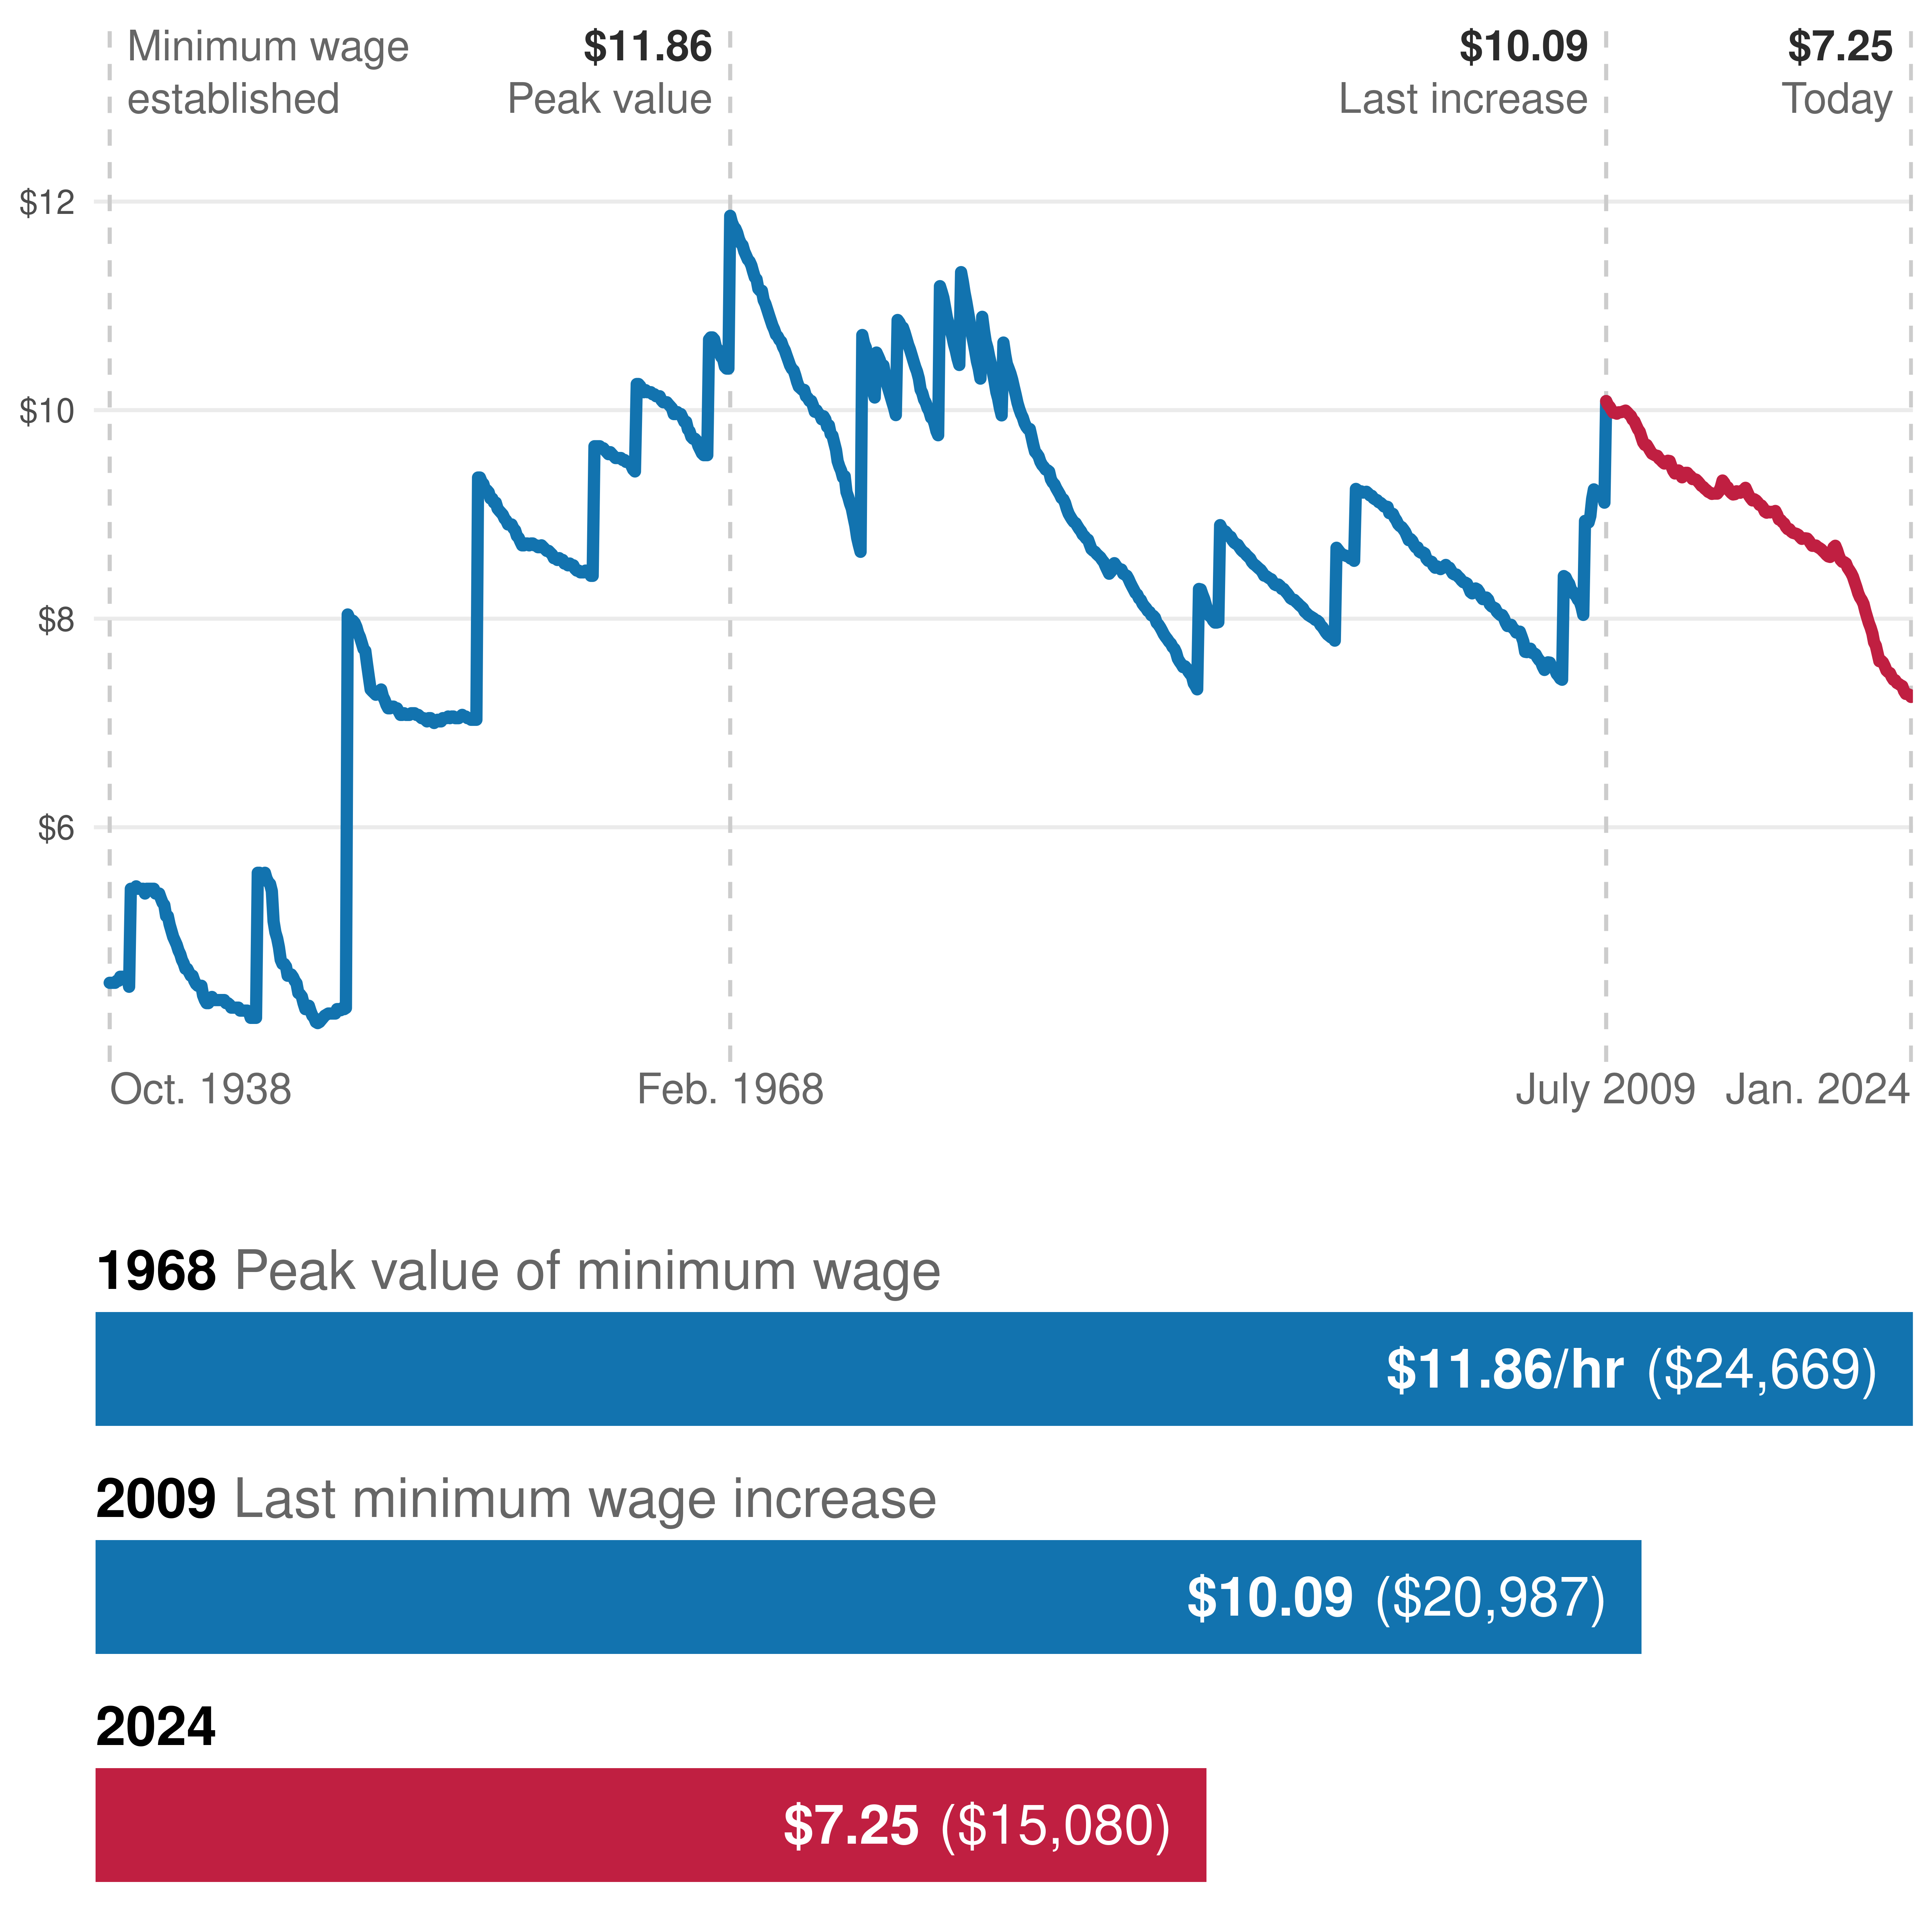 Minimum wage
established
$11.86
Peak value
$10.09
Last increase
$7.25
Today
$12
$10
$8
$6
Oct. 1938
Feb. 1968
July 2009
Jan. 2024
1968 Peak value of minimum wage
$11.86/hr ($24,669)
2009 Last minimum wage increase
$10.09 ($20,987)
2024
$7.25 ($15,080)